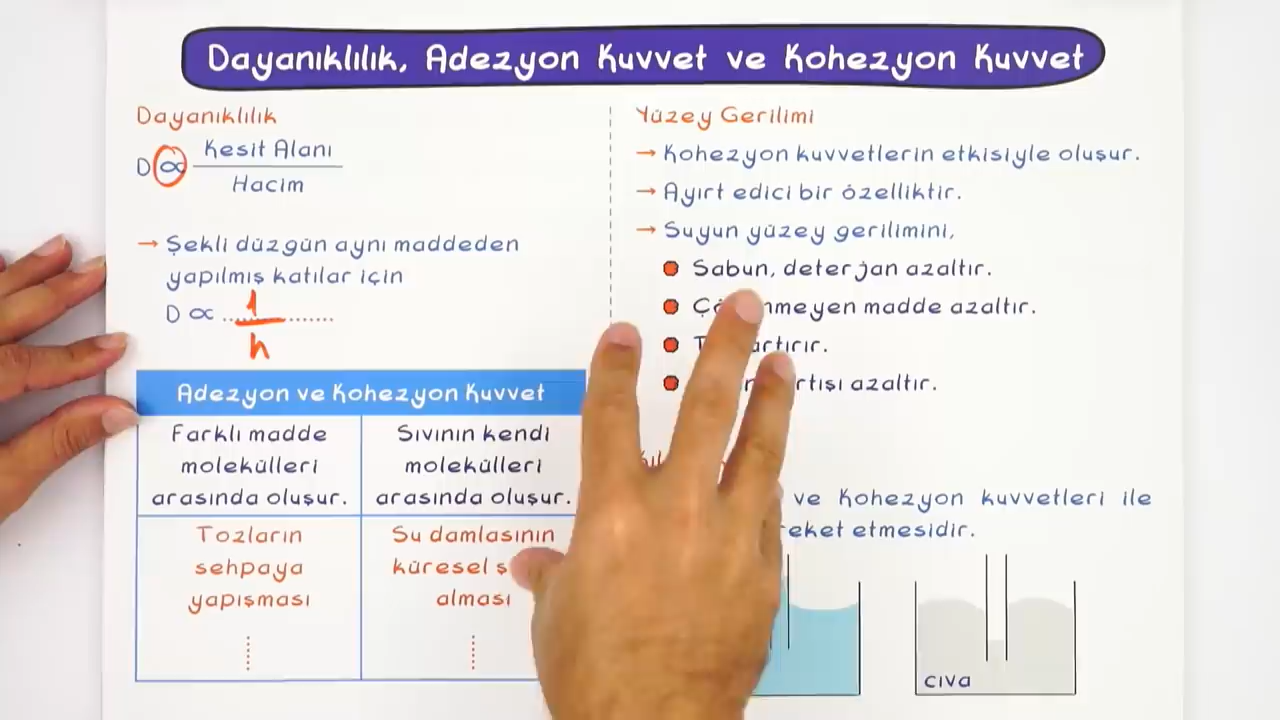 Dayanıklılık, Adezyon Kuvvet ve Kohezyon Kuvvet
Dayanıklılık
D ∝ Kesit Alanı
Hacim
→ Şekli düzgün aynı maddeden
yapılmış katılar için
D ∝ 1
h
Adezyon ve Kohezyon Kuvvet
Farklı madde
molekülleri
arasında oluşur.
Sıvının kendi
molekülleri
arasında oluşur.
Tozların
sehpaya
yapışması
Su damlasının
küresel
alması
Yüzey Gerilimi
→ Kohezyon kuvvetlerin etkisiyle oluşur.
→ Ayırt edici bir özelliktir.
→ Suyun yüzey gerilimini,
Sabun, deterjan azaltır.
madde azaltır.
artırır.
azaltır.
ve Kohezyon kuvvetleri ile
etmesidir.
cıva